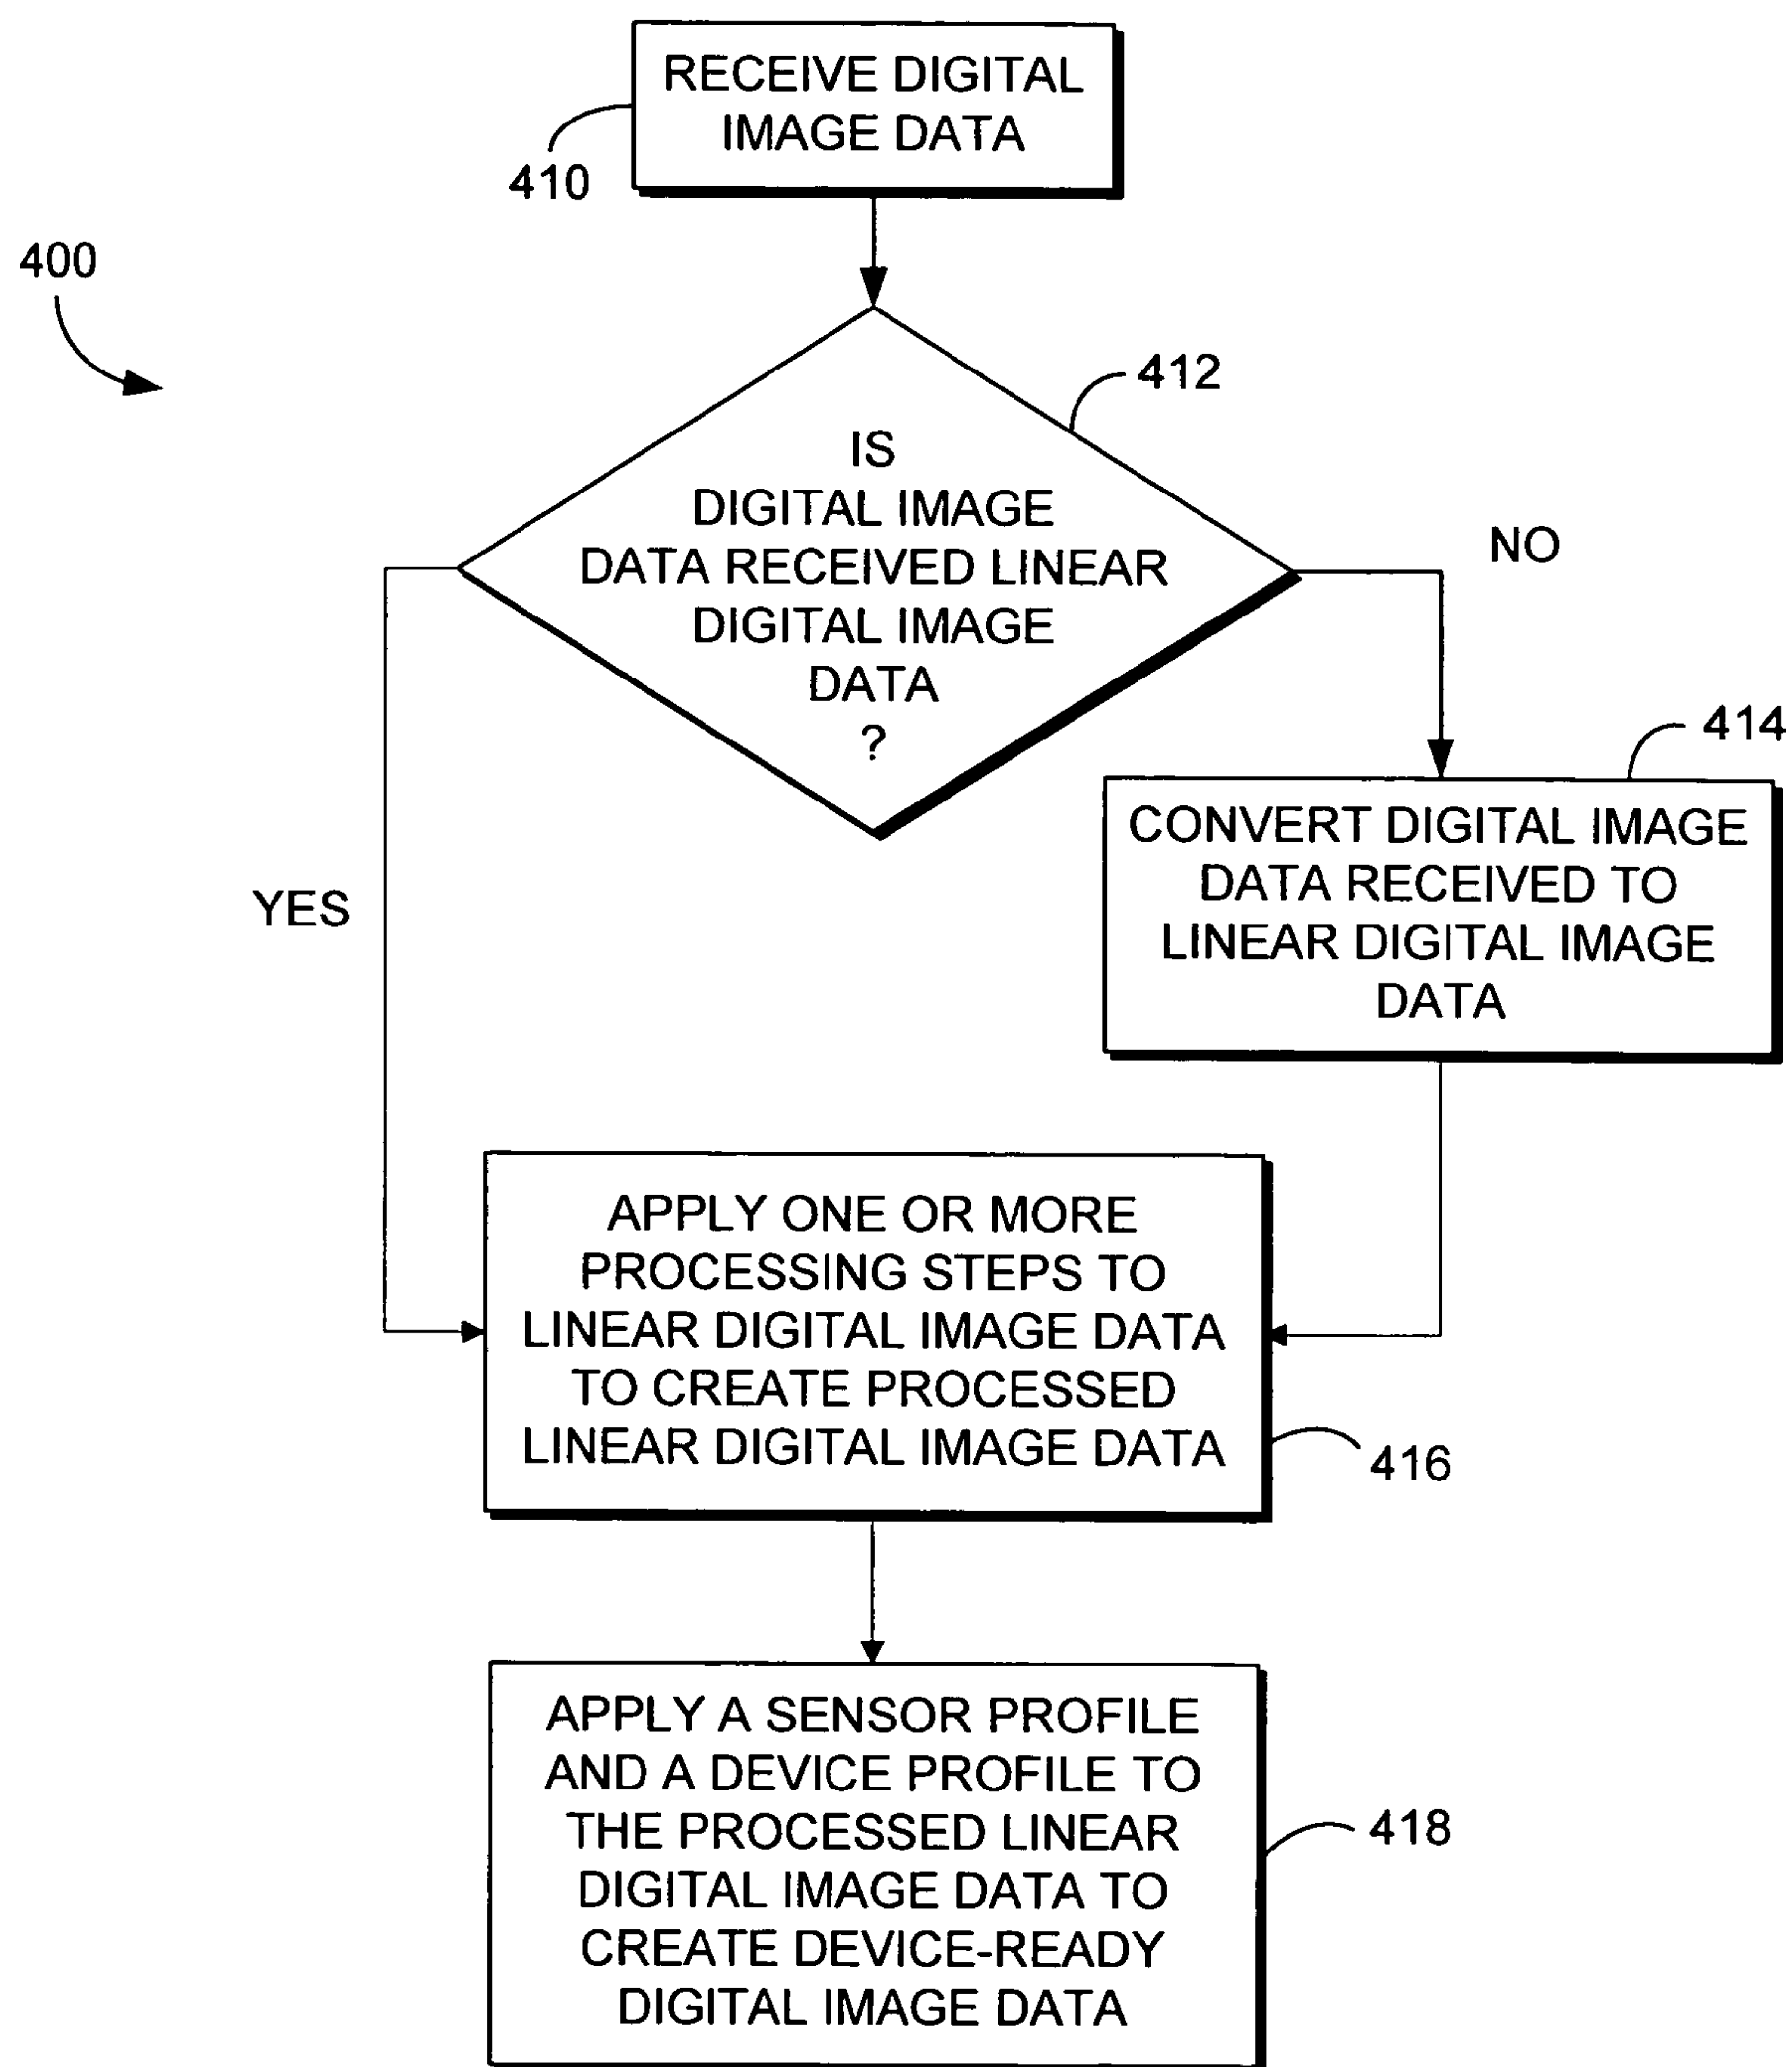 RECEIVE DIGITAL
IMAGE DATA
410
400
412
IS
DIGITAL IMAGE
DATA RECEIVED LINEAR
DIGITAL IMAGE
DATA
?
NO
YES
414
CONVERT DIGITAL IMAGE
DATA RECEIVED TO
LINEAR DIGITAL IMAGE
DATA
APPLY ONE OR MORE
PROCESSING STEPS TO
LINEAR DIGITAL IMAGE DATA
TO CREATE PROCESSED
LINEAR DIGITAL IMAGE DATA
416
APPLY A SENSOR PROFILE
AND A DEVICE PROFILE TO
THE PROCESSED LINEAR
DIGITAL IMAGE DATA TO
CREATE DEVICE-READY
DIGITAL IMAGE DATA
418